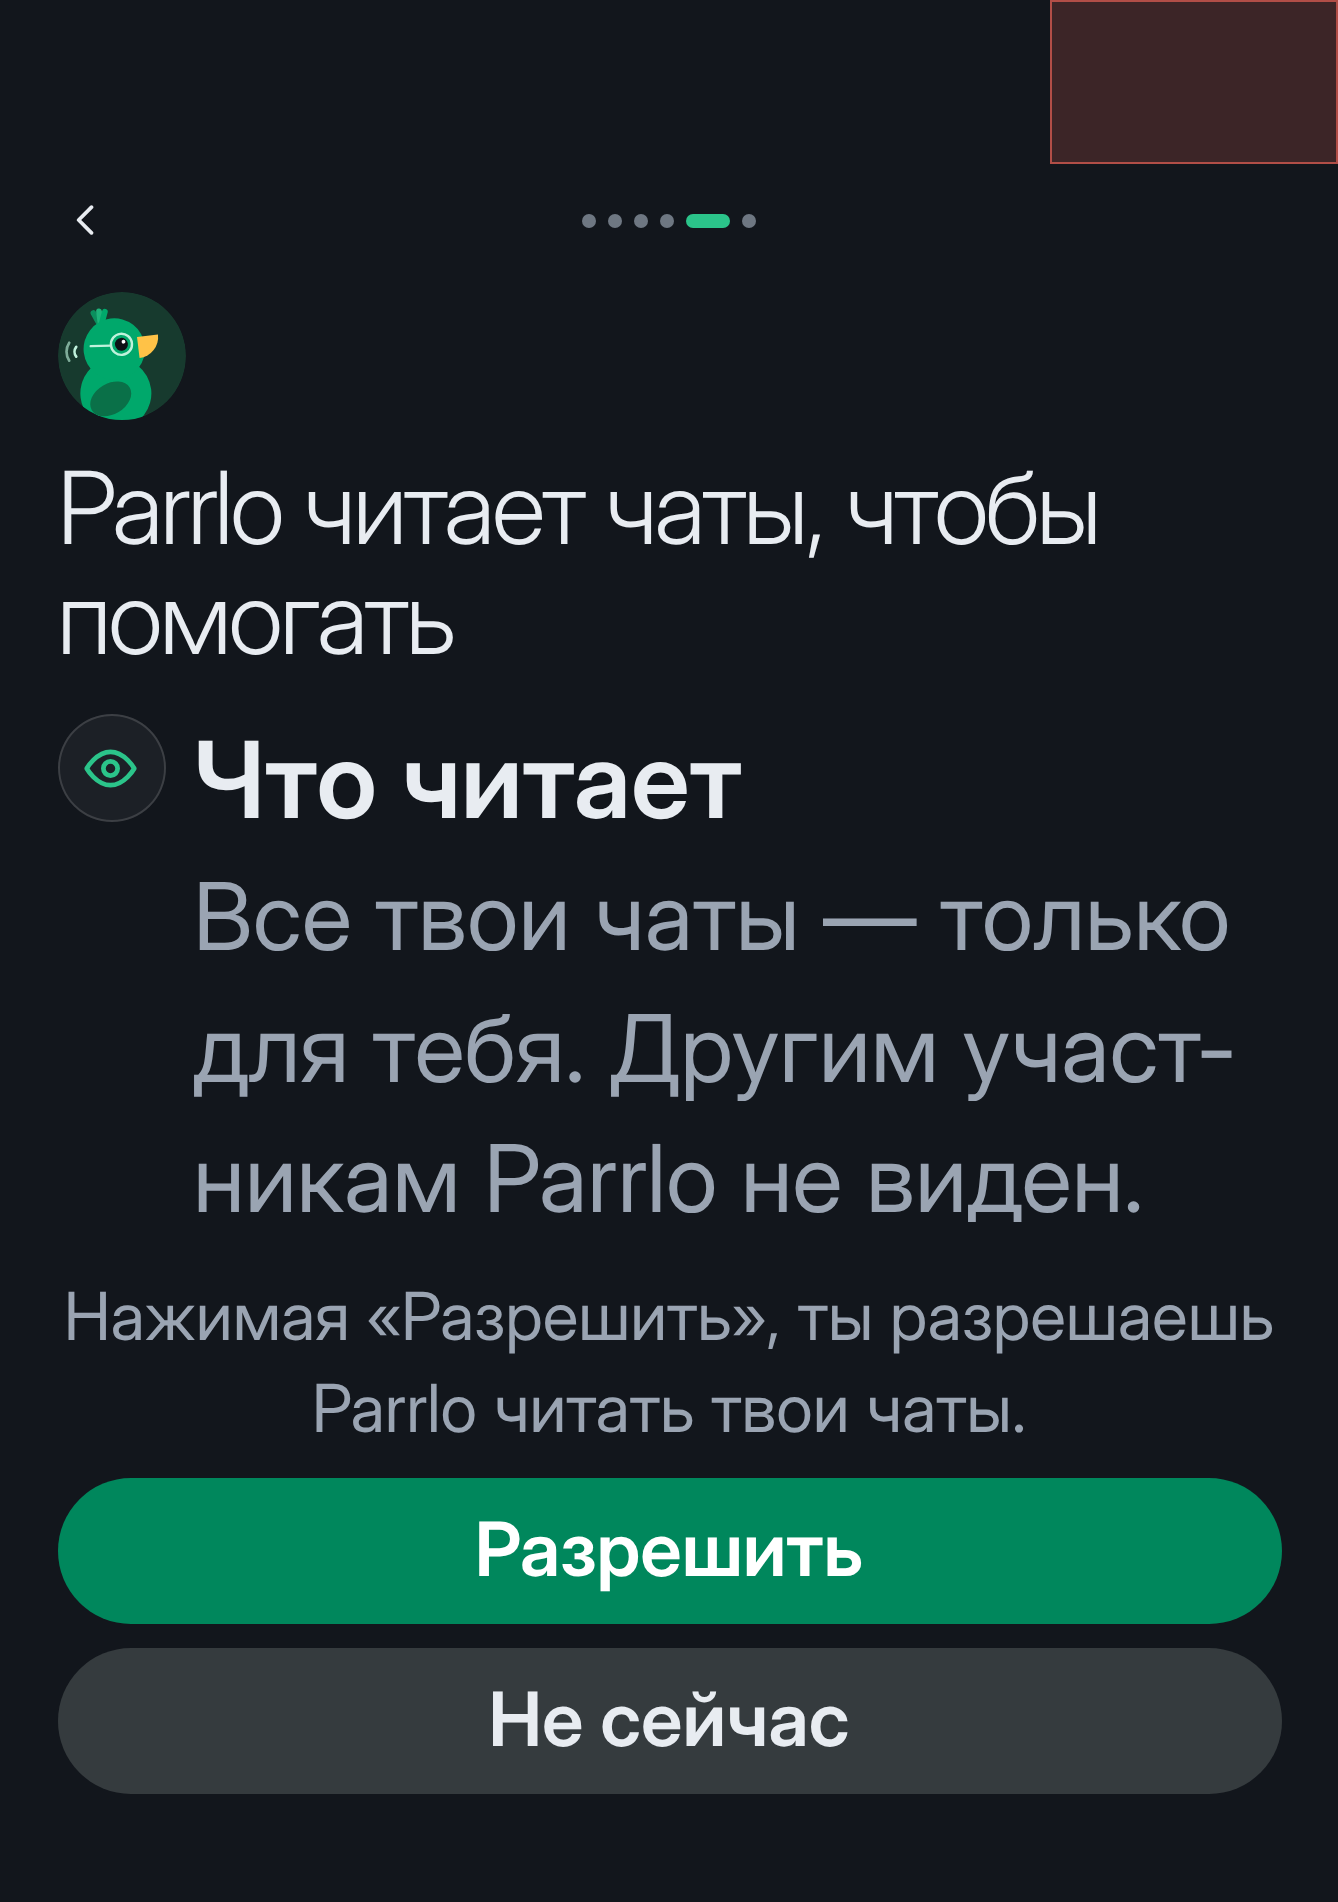 Parrlo читает чаты, чтобы
помогать
Что читает
Все твои чаты — только
для тебя. Другим участ-
никам Parrlo не виден.
Нажимая «Разрешить», ты разрешаешь
Parrlo читать твои чаты.
Разрешить
Не сейчас